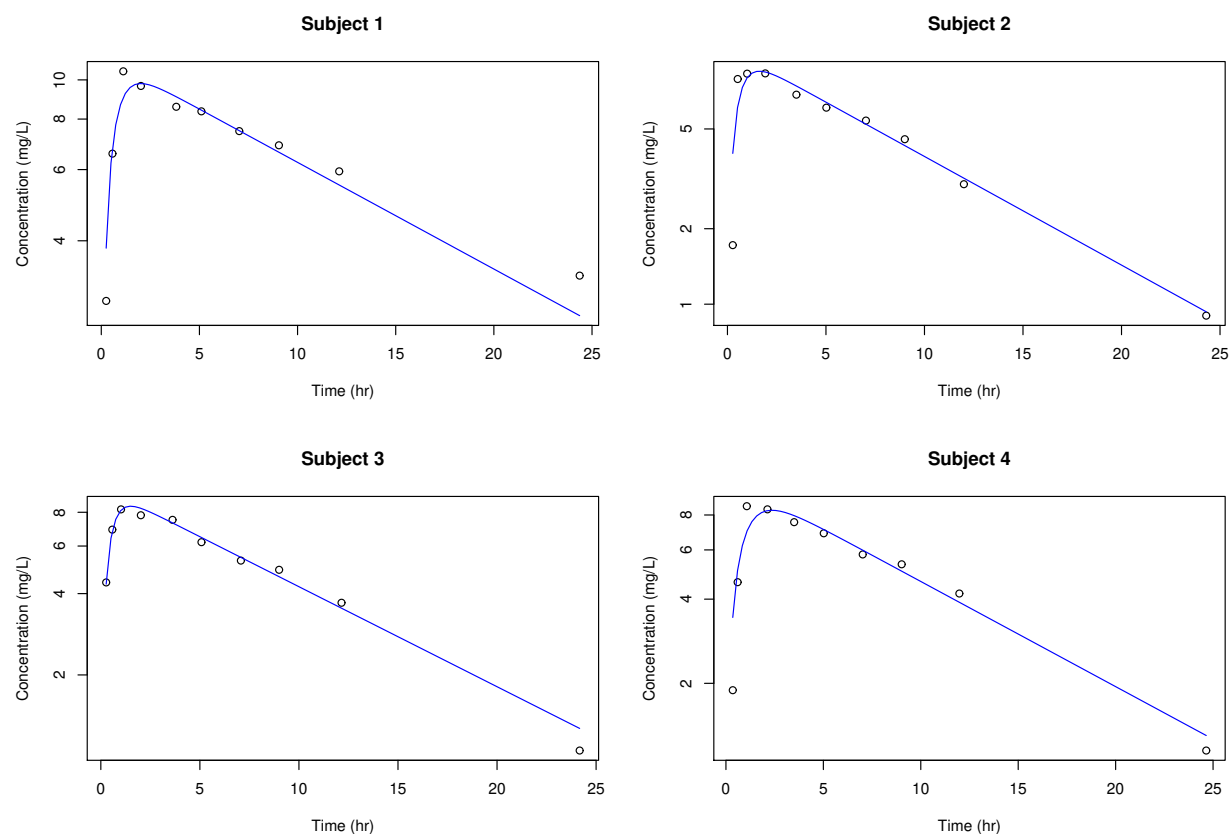 Subject 1
Concentration (mg/L)
10
8
6
4
0 5 10 15 20 25
Time (hr)
Subject 2
Concentration (mg/L)
5
2
1
0 5 10 15 20 25
Time (hr)
Subject 3
Concentration (mg/L)
8
6
4
2
0 5 10 15 20 25
Time (hr)
Subject 4
Concentration (mg/L)
8
6
4
2
0 5 10 15 20 25
Time (hr)